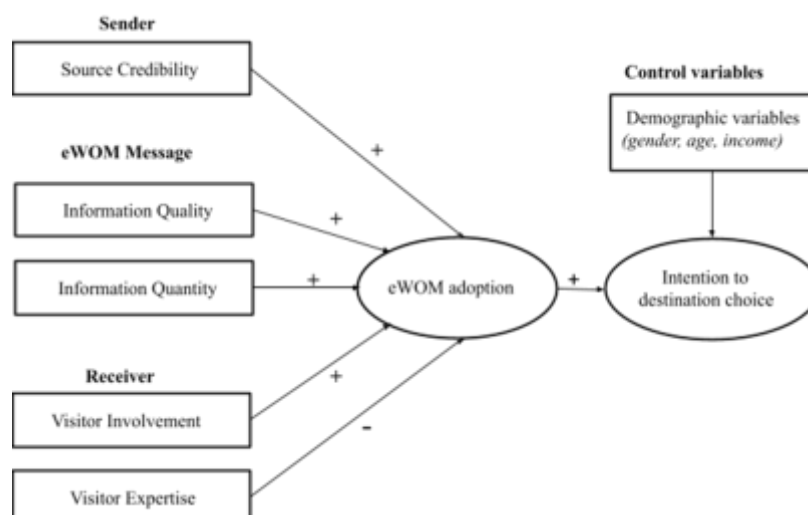 Sender
Source Credibility
Control variables
Demographic variables
(gender, age, income)
+
eWOM Message
Information Quality
+
Information Quantity
+
eWOM adoption
+
Intention to
destination choice
Receiver
Visitor Involvement
+
Visitor Expertise
-